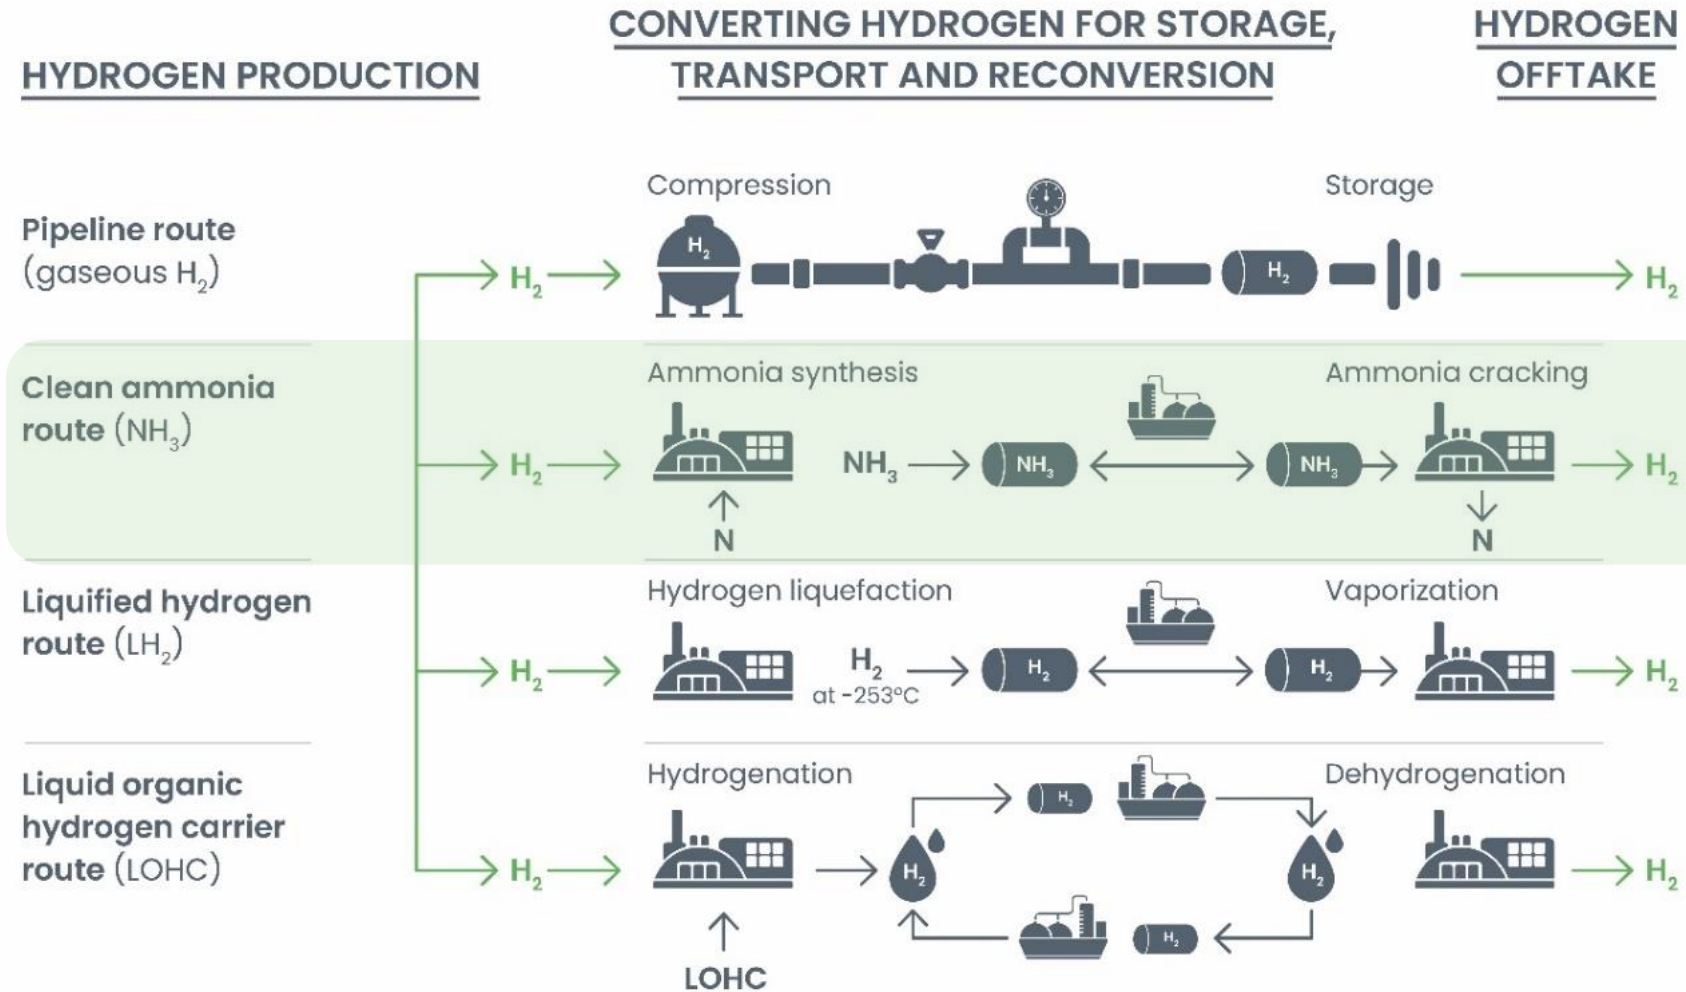 HYDROGEN PRODUCTION
CONVERTING HYDROGEN FOR STORAGE,
TRANSPORT AND RECONVERSION
HYDROGEN
OFFTAKE
Pipeline route
(gaseous H₂)
H₂
Compression
H₂
H₂
Storage
H₂
Clean ammonia
route (NH₃)
H₂
Ammonia synthesis
N
NH₃
NH₃
NH₃
Ammonia cracking
N
H₂
Liquified hydrogen
route (LH₂)
H₂
Hydrogen liquefaction
H₂
at -253°C
H₂
H₂
Vaporization
H₂
Liquid organic
hydrogen carrier
route (LOHC)
H₂
Hydrogenation
LOHC
H₂
H₂
H₂
H₂
Dehydrogenation
H₂